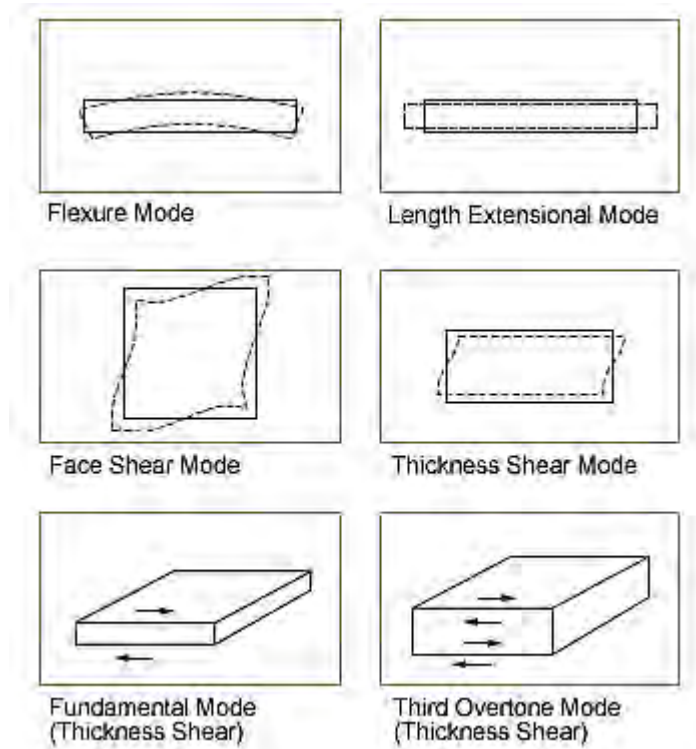 Flexure Mode
Length Extensional Mode
Face Shear Mode
Thickness Shear Mode
Fundamental Mode
(Thickness Shear)
Third Overtone Mode
(Thickness Shear)